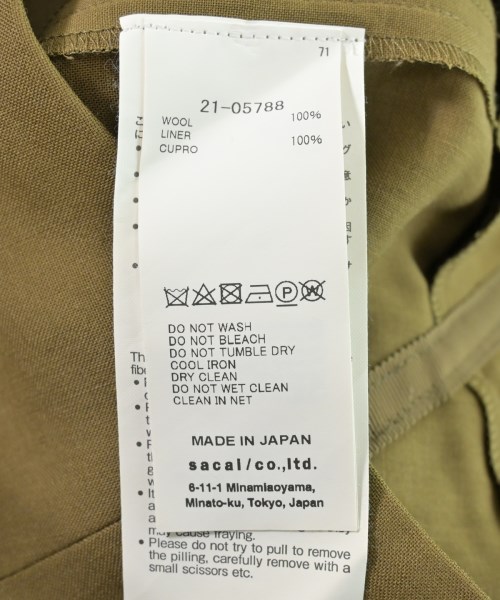 71
21-05788
WOOL 100%
LINER
CUPRO 100%
P W
DO NOT WASH
DO NOT BLEACH
DO NOT TUMBLE DRY
COOL IRON
DRY CLEAN
DO NOT WET CLEAN
CLEAN IN NET
MADE IN JAPAN
sacai/co.,ltd.
6-11-1 Minamiaoyama,
Minato-ku, Tokyo, Japan
may cause fraying.
• Please do not try to pull to remove
the pilling, carefully remove with a
small scissors etc.